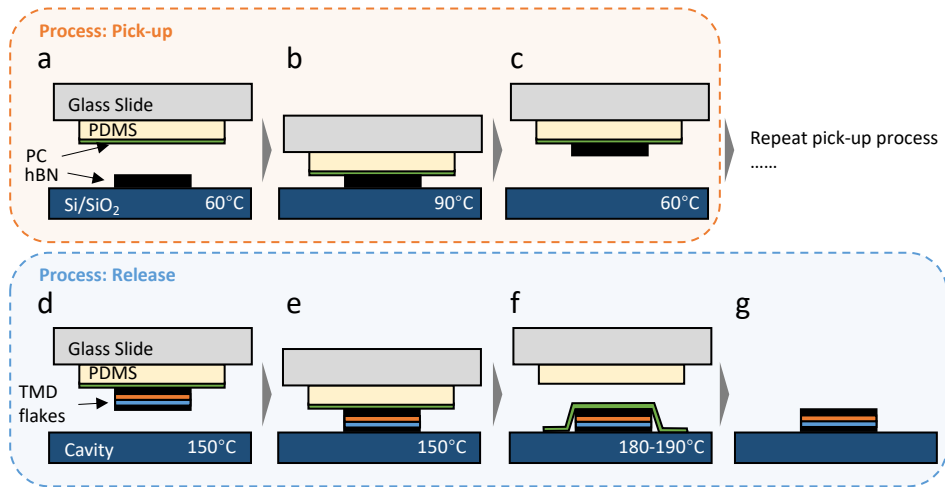 Process: Pick-up
a
b
c
Glass Slide
PDMS
PC
hBN
Si/SiO₂
60°C
90°C
60°C
Repeat pick-up process
......
Process: Release
d
e
f
g
Glass Slide
PDMS
TMD
flakes
Cavity
150°C
150°C
180-190°C